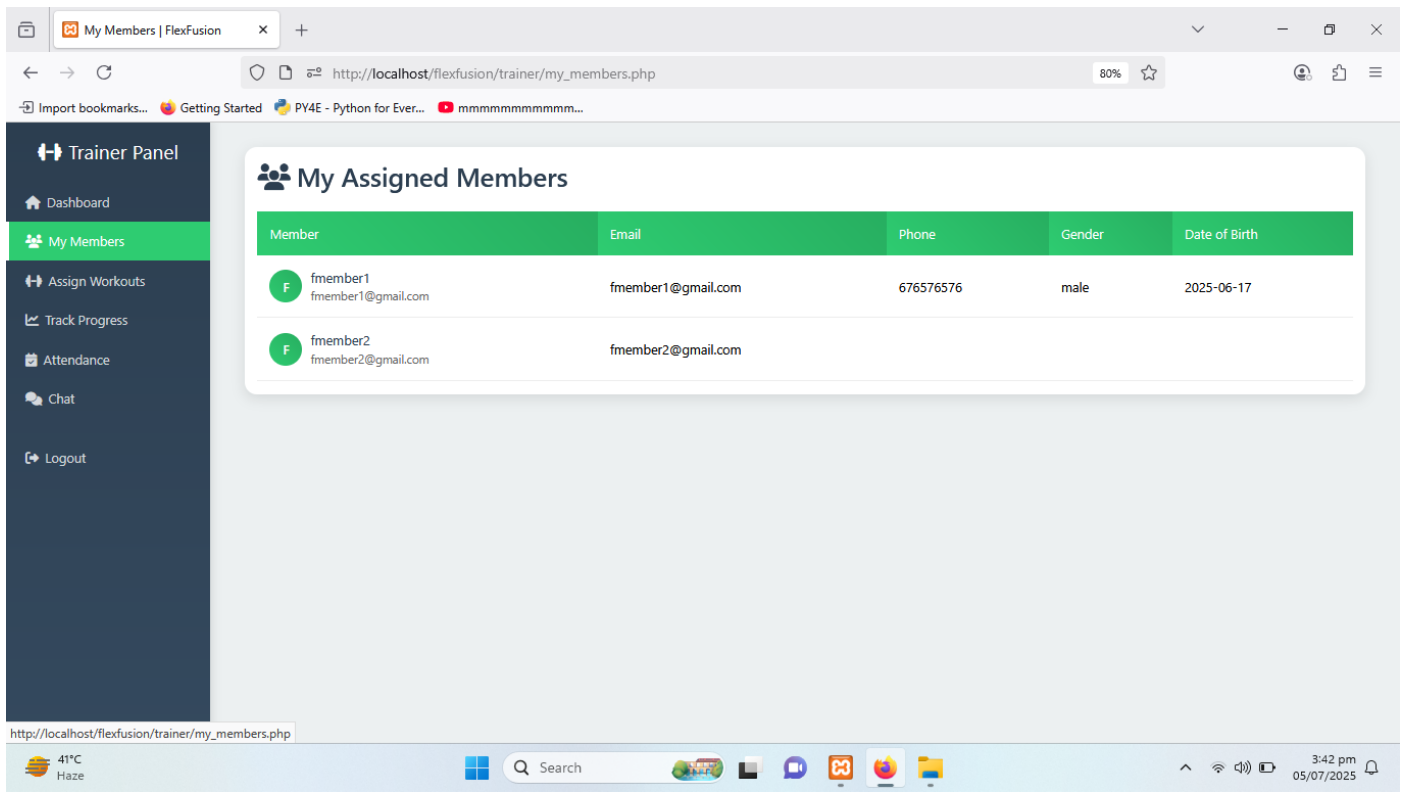 My Members | FlexFusion
http://localhost/flexfusion/trainer/my_members.php
80%
Import bookmarks...
Getting Started
PY4E - Python for Ever...
mmmmmmmmmmm...
Trainer Panel
Dashboard
My Members
Assign Workouts
Track Progress
Attendance
Chat
Logout
My Assigned Members
Member Email Phone Gender Date of Birth
F fmember1 fmember1@gmail.com 676576576 male 2025-06-17
fmember1@gmail.com
F fmember2 fmember2@gmail.com
fmember2@gmail.com
http://localhost/flexfusion/trainer/my_members.php
41°C
Haze
Search
3:42 pm
05/07/2025